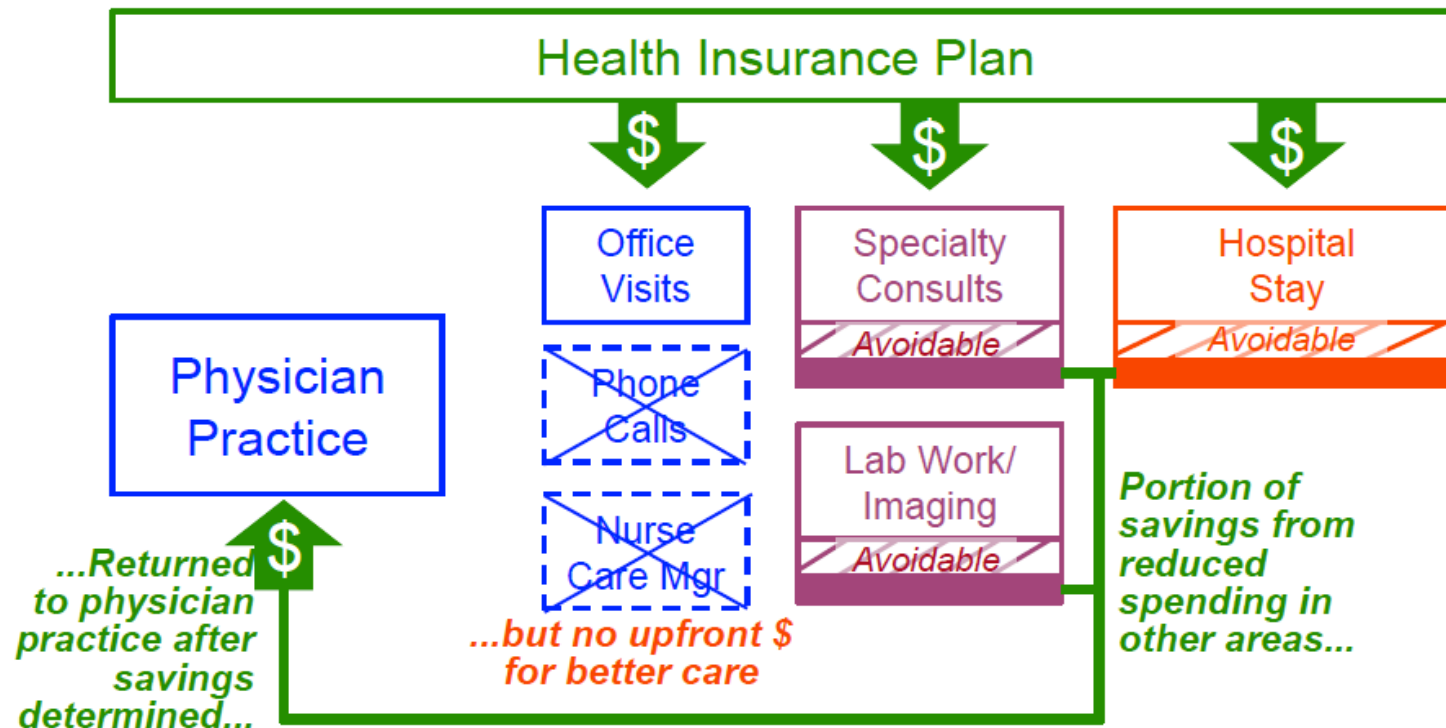 Health Insurance Plan
$
$
$
Office
Visits
Specialty
Consults
Hospital
Stay
Avoidable
Avoidable
Physician
Practice
Phone
Calls
Lab Work/
Imaging
Avoidable
Nurse
Care Mgr
Portion of
savings from
reduced
spending in
other areas...
$
...Returned
to physician
practice after
savings
determined...
...but no upfront $
for better care